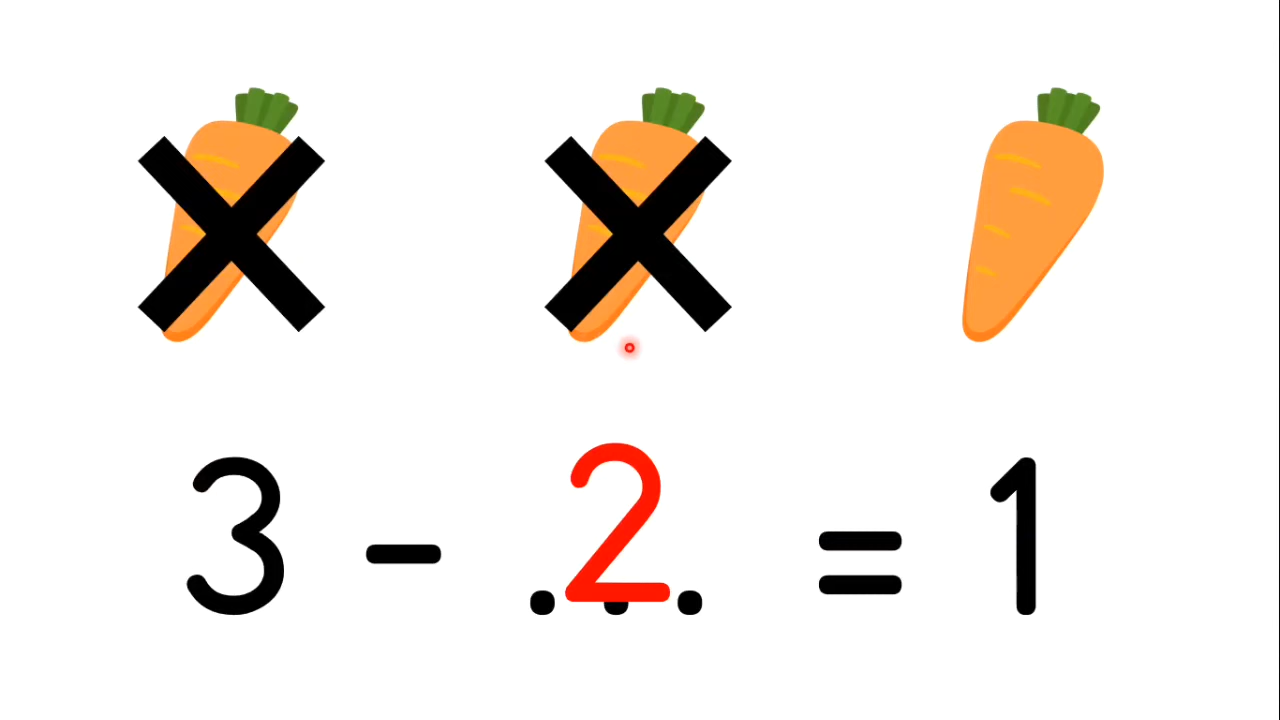 3 - .2. = 1